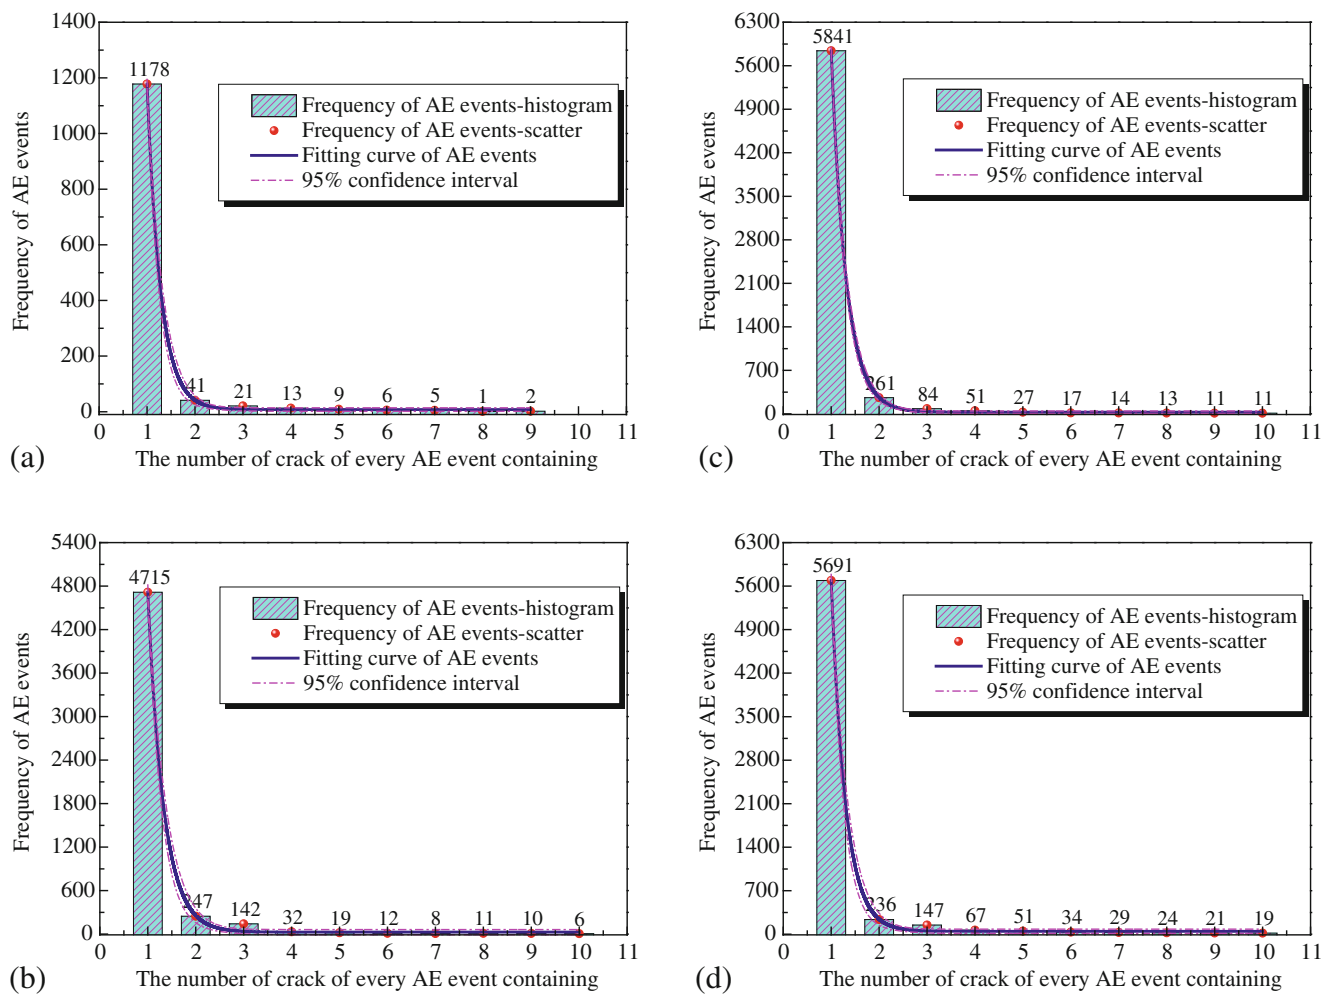 1400
1200
1000
800
600
400
200
0
Frequency of AE events
1178
41
21
13
9
6
5
1
2
Frequency of AE events-histogram
Frequency of AE events-scatter
Fitting curve of AE events
95% confidence interval
0 1 2 3 4 5 6 7 8 9 10 11
(a)
The number of crack of every AE event containing
6300
5600
4900
4200
3500
2800
2100
1400
700
0
Frequency of AE events
5841
261
84
51
27
17
14
13
11
11
Frequency of AE events-histogram
Frequency of AE events-scatter
Fitting curve of AE events
95% confidence interval
0 1 2 3 4 5 6 7 8 9 10 11
(c)
The number of crack of every AE event containing
5400
4800
4200
3600
3000
2400
1800
1200
600
0
Frequency of AE events
4715
247
142
32
19
12
8
11
10
6
Frequency of AE events-histogram
Frequency of AE events-scatter
Fitting curve of AE events
95% confidence interval
0 1 2 3 4 5 6 7 8 9 10 11
(b)
The number of crack of every AE event containing
6300
5600
4900
4200
3500
2800
2100
1400
700
0
Frequency of AE events
5691
236
147
67
51
34
29
24
21
19
Frequency of AE events-histogram
Frequency of AE events-scatter
Fitting curve of AE events
95% confidence interval
0 1 2 3 4 5 6 7 8 9 10 11
(d)
The number of crack of every AE event containing